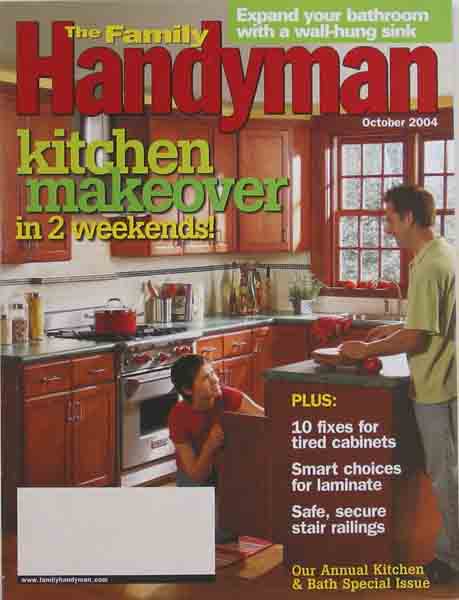 Expand your bathroom
with a wall-hung sink
The Family
Handyman
October 2004
kitchen
makeover
in 2 weekends!
PLUS:
10 fixes for
tired cabinets
Smart choices
for laminate
Safe, secure
stair railings
Our Annual Kitchen
& Bath Special Issue
www.familyhandyman.com